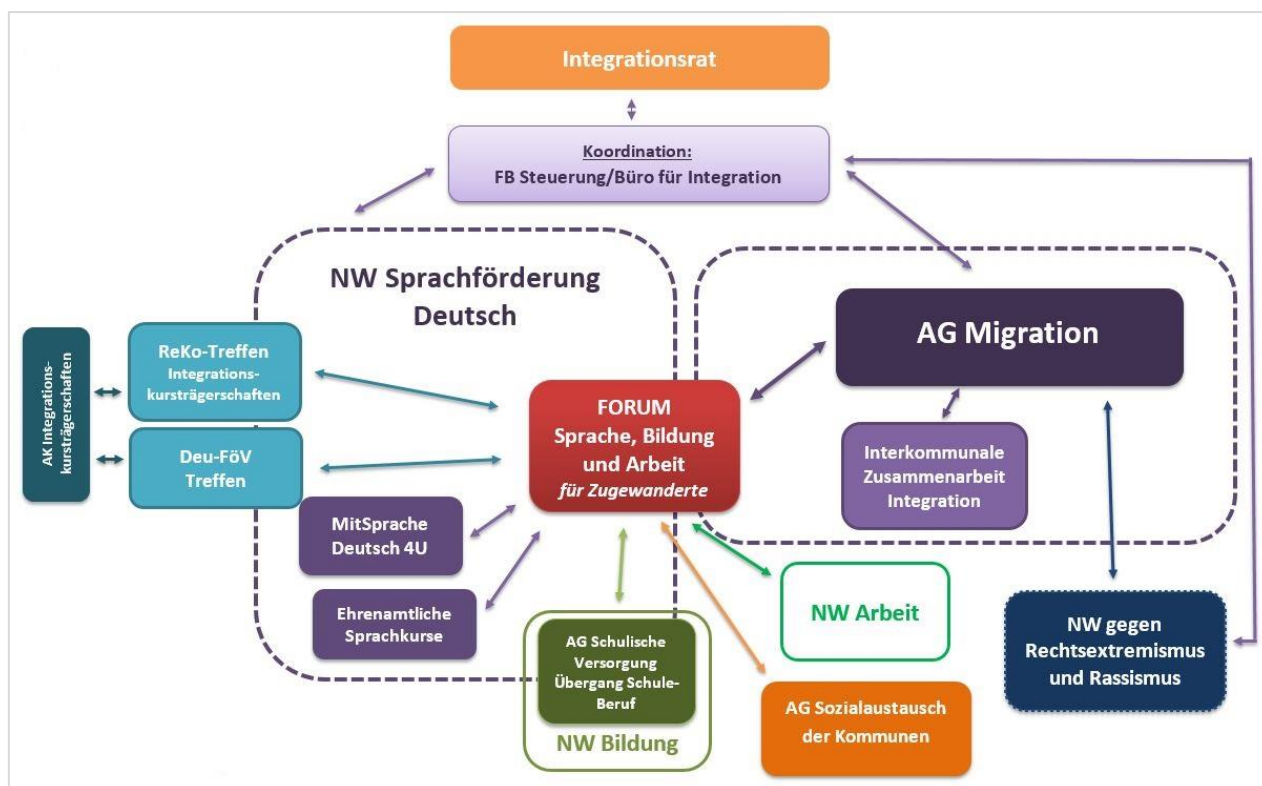 Integrationsrat
Koordination:
FB Steuerung/Büro für Integration
NW Sprachförderung
Deutsch
AG Migration
AK Integrations-
kursträgerschaften
ReKo-Treffen
Integrations-
kursträgerschaften
Deu-FöV
Treffen
FORUM
Sprache, Bildung
und Arbeit
für Zugewanderte
Interkommunale
Zusammenarbeit
Integration
MitSprache
Deutsch 4U
Ehrenamtliche
Sprachkurse
AG Schulische
Versorgung
Übergang Schule-
Beruf
NW Bildung
NW Arbeit
AG Sozialaustausch
der Kommunen
NW gegen
Rechtsextremismus
und Rassismus